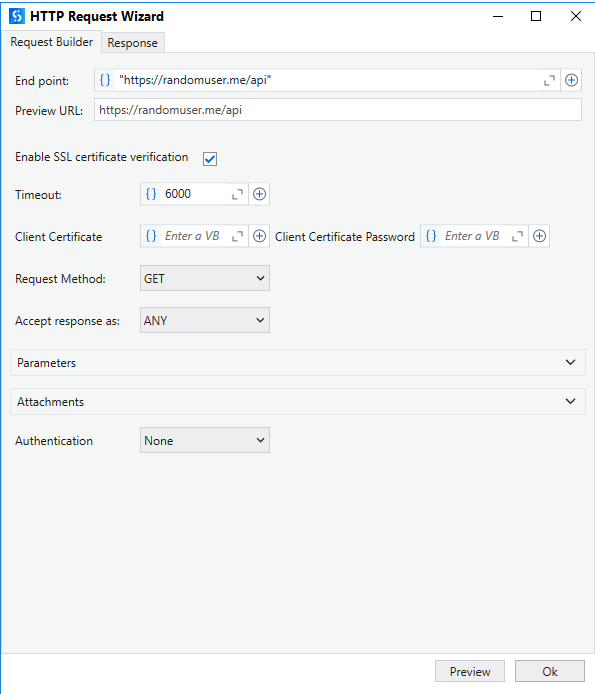 HTTP Request Wizard
Request Builder Response
End point: {} "https://randomuser.me/api"
Preview URL: https://randomuser.me/api
Enable SSL certificate verification
Timeout: {} 6000
Client Certificate {} Enter a VB Client Certificate Password {} Enter a VB
Request Method: GET
Accept response as: ANY
Parameters
Attachments
Authentication None
Preview Ok